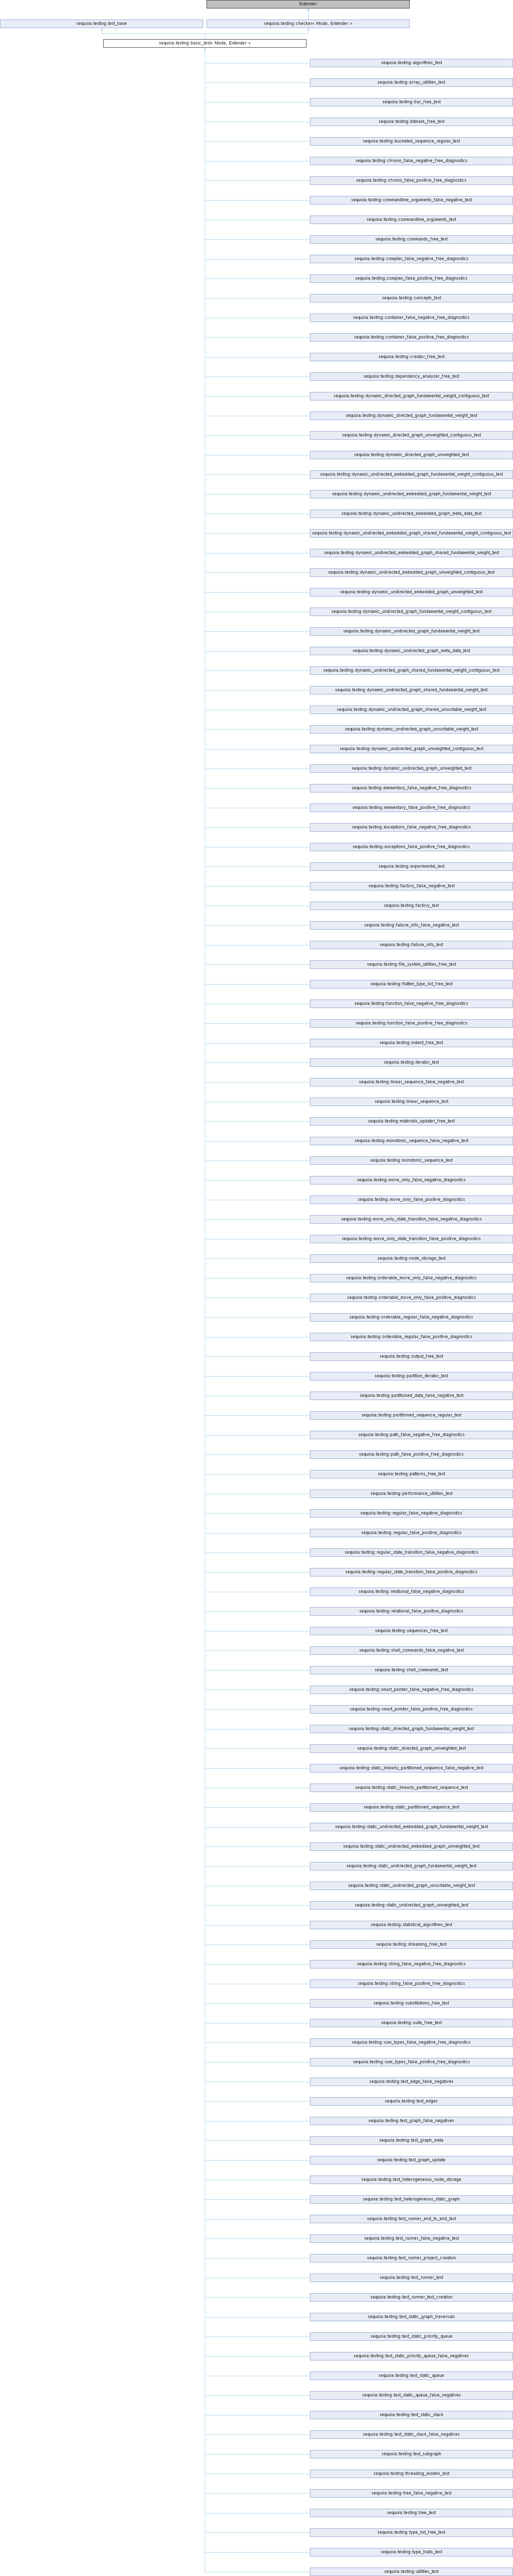 Extender
sequoia::testing::test_base
sequoia::testing::checker< Mode, Extender >
sequoia::testing::basic_test< Mode, Extender >
sequoia::testing::algorithms_test
sequoia::testing::array_utilities_test
sequoia::testing::bar_free_test
sequoia::testing::bitmask_free_test
sequoia::testing::bucketed_sequence_regular_test
sequoia::testing::chrono_false_negative_free_diagnostics
sequoia::testing::chrono_false_positive_free_diagnostics
sequoia::testing::commandline_arguments_false_negative_test
sequoia::testing::commandline_arguments_test
sequoia::testing::commands_free_test
sequoia::testing::complex_false_negative_free_diagnostics
sequoia::testing::complex_false_positive_free_diagnostics
sequoia::testing::concepts_test
sequoia::testing::container_false_negative_free_diagnostics
sequoia::testing::container_false_positive_free_diagnostics
sequoia::testing::creator_free_test
sequoia::testing::dependency_analyzer_free_test
sequoia::testing::dynamic_directed_graph_fundamental_weight_contiguous_test
sequoia::testing::dynamic_directed_graph_fundamental_weight_test
sequoia::testing::dynamic_directed_graph_unweighted_contiguous_test
sequoia::testing::dynamic_directed_graph_unweighted_test
sequoia::testing::dynamic_undirected_embedded_graph_fundamental_weight_contiguous_test
sequoia::testing::dynamic_undirected_embedded_graph_fundamental_weight_test
sequoia::testing::dynamic_undirected_embedded_graph_meta_data_test
sequoia::testing::dynamic_undirected_embedded_graph_shared_fundamental_weight_contiguous_test
sequoia::testing::dynamic_undirected_embedded_graph_shared_fundamental_weight_test
sequoia::testing::dynamic_undirected_embedded_graph_unweighted_contiguous_test
sequoia::testing::dynamic_undirected_embedded_graph_unweighted_test
sequoia::testing::dynamic_undirected_graph_fundamental_weight_contiguous_test
sequoia::testing::dynamic_undirected_graph_fundamental_weight_test
sequoia::testing::dynamic_undirected_graph_meta_data_test
sequoia::testing::dynamic_undirected_graph_shared_fundamental_weight_contiguous_test
sequoia::testing::dynamic_undirected_graph_shared_fundamental_weight_test
sequoia::testing::dynamic_undirected_graph_shared_unsortable_weight_test
sequoia::testing::dynamic_undirected_graph_unsortable_weight_test
sequoia::testing::dynamic_undirected_graph_unweighted_contiguous_test
sequoia::testing::dynamic_undirected_graph_unweighted_test
sequoia::testing::elementary_false_negative_free_diagnostics
sequoia::testing::elementary_false_positive_free_diagnostics
sequoia::testing::exceptions_false_negative_free_diagnostics
sequoia::testing::exceptions_false_positive_free_diagnostics
sequoia::testing::experimental_test
sequoia::testing::factory_false_negative_test
sequoia::testing::factory_test
sequoia::testing::failure_info_false_negative_test
sequoia::testing::failure_info_test
sequoia::testing::file_system_utilities_free_test
sequoia::testing::flatten_type_list_free_test
sequoia::testing::function_false_negative_free_diagnostics
sequoia::testing::function_false_positive_free_diagnostics
sequoia::testing::indent_free_test
sequoia::testing::iterator_test
sequoia::testing::linear_sequence_false_negative_test
sequoia::testing::linear_sequence_test
sequoia::testing::materials_updater_free_test
sequoia::testing::monotonic_sequence_false_negative_test
sequoia::testing::monotonic_sequence_test
sequoia::testing::move_only_false_negative_diagnostics
sequoia::testing::move_only_false_positive_diagnostics
sequoia::testing::move_only_state_transition_false_negative_diagnostics
sequoia::testing::move_only_state_transition_false_positive_diagnostics
sequoia::testing::node_storage_test
sequoia::testing::orderable_move_only_false_negative_diagnostics
sequoia::testing::orderable_move_only_false_positive_diagnostics
sequoia::testing::orderable_regular_false_negative_diagnostics
sequoia::testing::orderable_regular_false_positive_diagnostics
sequoia::testing::output_free_test
sequoia::testing::partition_iterator_test
sequoia::testing::partitioned_data_false_negative_test
sequoia::testing::partitioned_sequence_regular_test
sequoia::testing::path_false_negative_free_diagnostics
sequoia::testing::path_false_positive_free_diagnostics
sequoia::testing::patterns_free_test
sequoia::testing::performance_utilities_test
sequoia::testing::regular_false_negative_diagnostics
sequoia::testing::regular_false_positive_diagnostics
sequoia::testing::regular_state_transition_false_negative_diagnostics
sequoia::testing::regular_state_transition_false_positive_diagnostics
sequoia::testing::relational_false_negative_diagnostics
sequoia::testing::relational_false_positive_diagnostics
sequoia::testing::sequences_free_test
sequoia::testing::shell_commands_false_negative_test
sequoia::testing::shell_commands_test
sequoia::testing::smart_pointer_false_negative_free_diagnostics
sequoia::testing::smart_pointer_false_positive_free_diagnostics
sequoia::testing::static_directed_graph_fundamental_weight_test
sequoia::testing::static_directed_graph_unweighted_test
sequoia::testing::static_linearly_partitioned_sequence_false_negative_test
sequoia::testing::static_linearly_partitioned_sequence_test
sequoia::testing::static_partitioned_sequence_test
sequoia::testing::static_undirected_embedded_graph_fundamental_weight_test
sequoia::testing::static_undirected_embedded_graph_unweighted_test
sequoia::testing::static_undirected_graph_fundamental_weight_test
sequoia::testing::static_undirected_graph_unsortable_weight_test
sequoia::testing::static_undirected_graph_unweighted_test
sequoia::testing::statistical_algorithms_test
sequoia::testing::streaming_free_test
sequoia::testing::string_false_negative_free_diagnostics
sequoia::testing::string_false_positive_free_diagnostics
sequoia::testing::substitutions_free_test
sequoia::testing::suite_free_test
sequoia::testing::sum_types_false_negative_free_diagnostics
sequoia::testing::sum_types_false_positive_free_diagnostics
sequoia::testing::test_edge_false_negatives
sequoia::testing::test_edges
sequoia::testing::test_graph_false_negatives
sequoia::testing::test_graph_meta
sequoia::testing::test_graph_update
sequoia::testing::test_heterogeneous_node_storage
sequoia::testing::test_heterogeneous_static_graph
sequoia::testing::test_runner_end_to_end_test
sequoia::testing::test_runner_false_negative_test
sequoia::testing::test_runner_project_creation
sequoia::testing::test_runner_test
sequoia::testing::test_runner_test_creation
sequoia::testing::test_static_graph_traversals
sequoia::testing::test_static_priority_queue
sequoia::testing::test_static_priority_queue_false_negatives
sequoia::testing::test_static_queue
sequoia::testing::test_static_queue_false_negatives
sequoia::testing::test_static_stack
sequoia::testing::test_static_stack_false_negatives
sequoia::testing::test_subgraph
sequoia::testing::threading_models_test
sequoia::testing::tree_false_negative_test
sequoia::testing::tree_test
sequoia::testing::type_list_free_test
sequoia::testing::type_traits_test
sequoia::testing::utilities_test